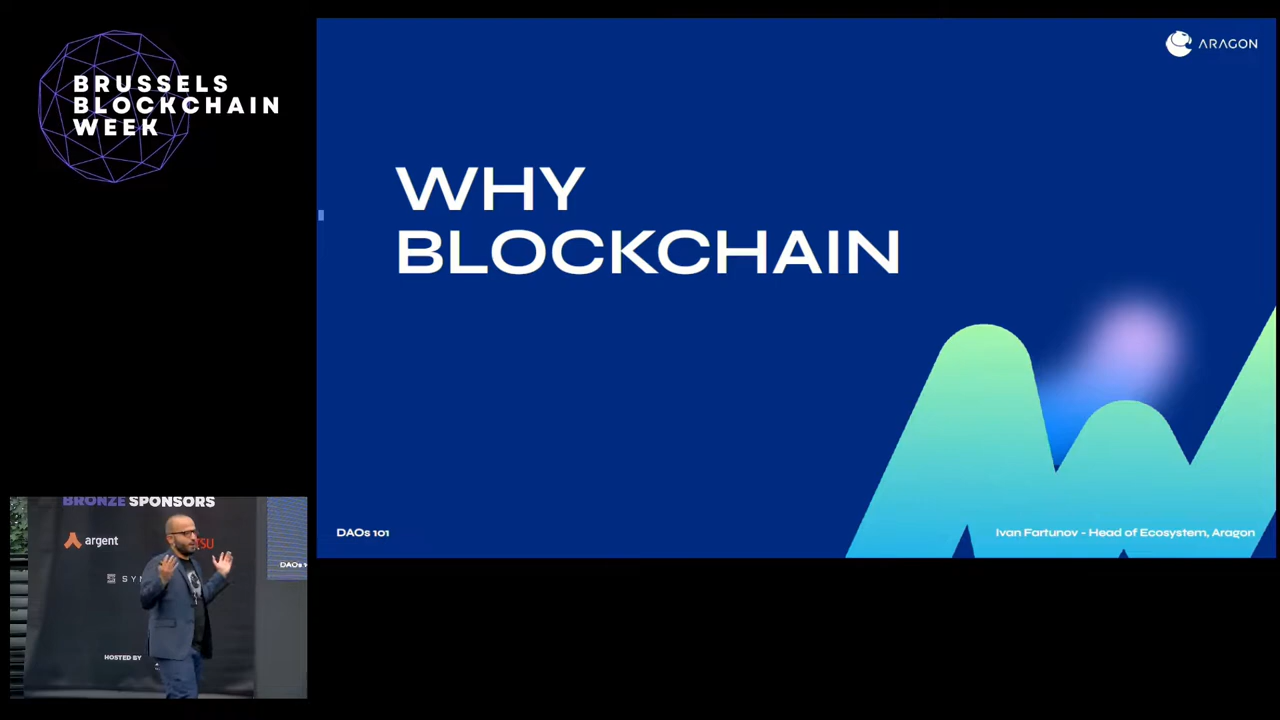 BRUSSELS
BLOCKCHAIN
WEEK
ARAGON
WHY
BLOCKCHAIN
DAOs 101
Ivan Fartunov - Head of Ecosystem, Aragon
BRONZE SPONSORS
argent
HOSTED BY
DAOs